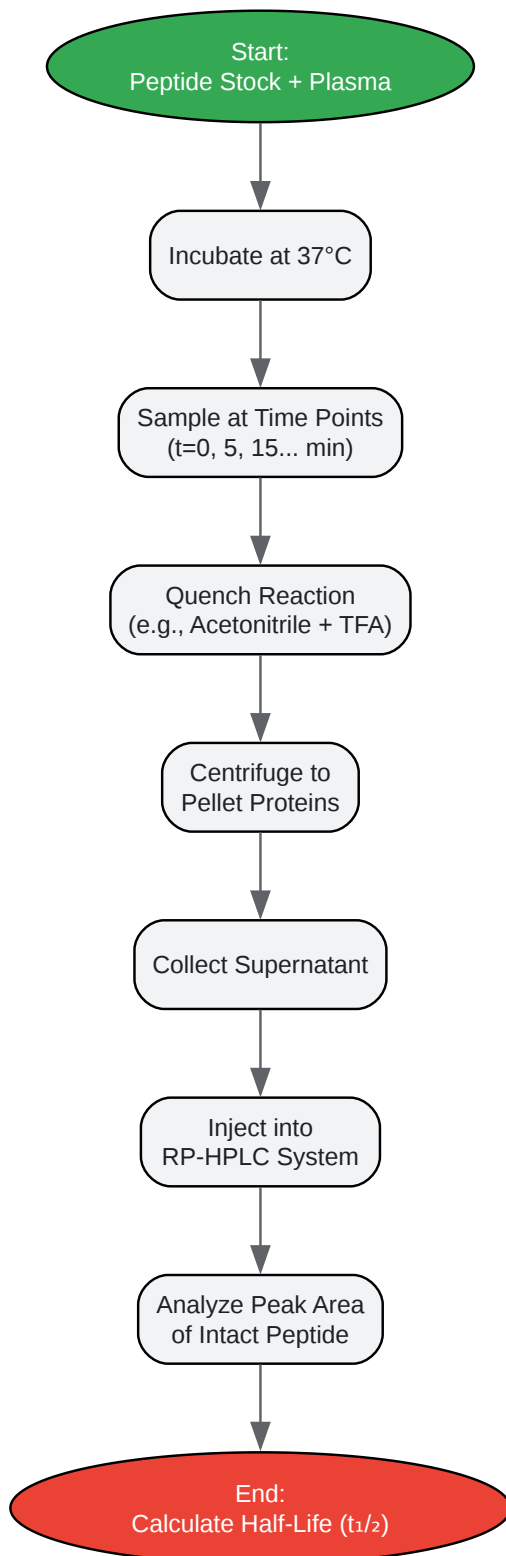 Start:
Peptide Stock + Plasma
Incubate at 37°C
Sample at Time Points
(t=0, 5, 15... min)
Quench Reaction
(e.g., Acetonitrile + TFA)
Centrifuge to
Pellet Proteins
Collect Supernatant
Inject into
RP-HPLC System
Analyze Peak Area
of Intact Peptide
End:
Calculate Half-Life (t₁/₂)